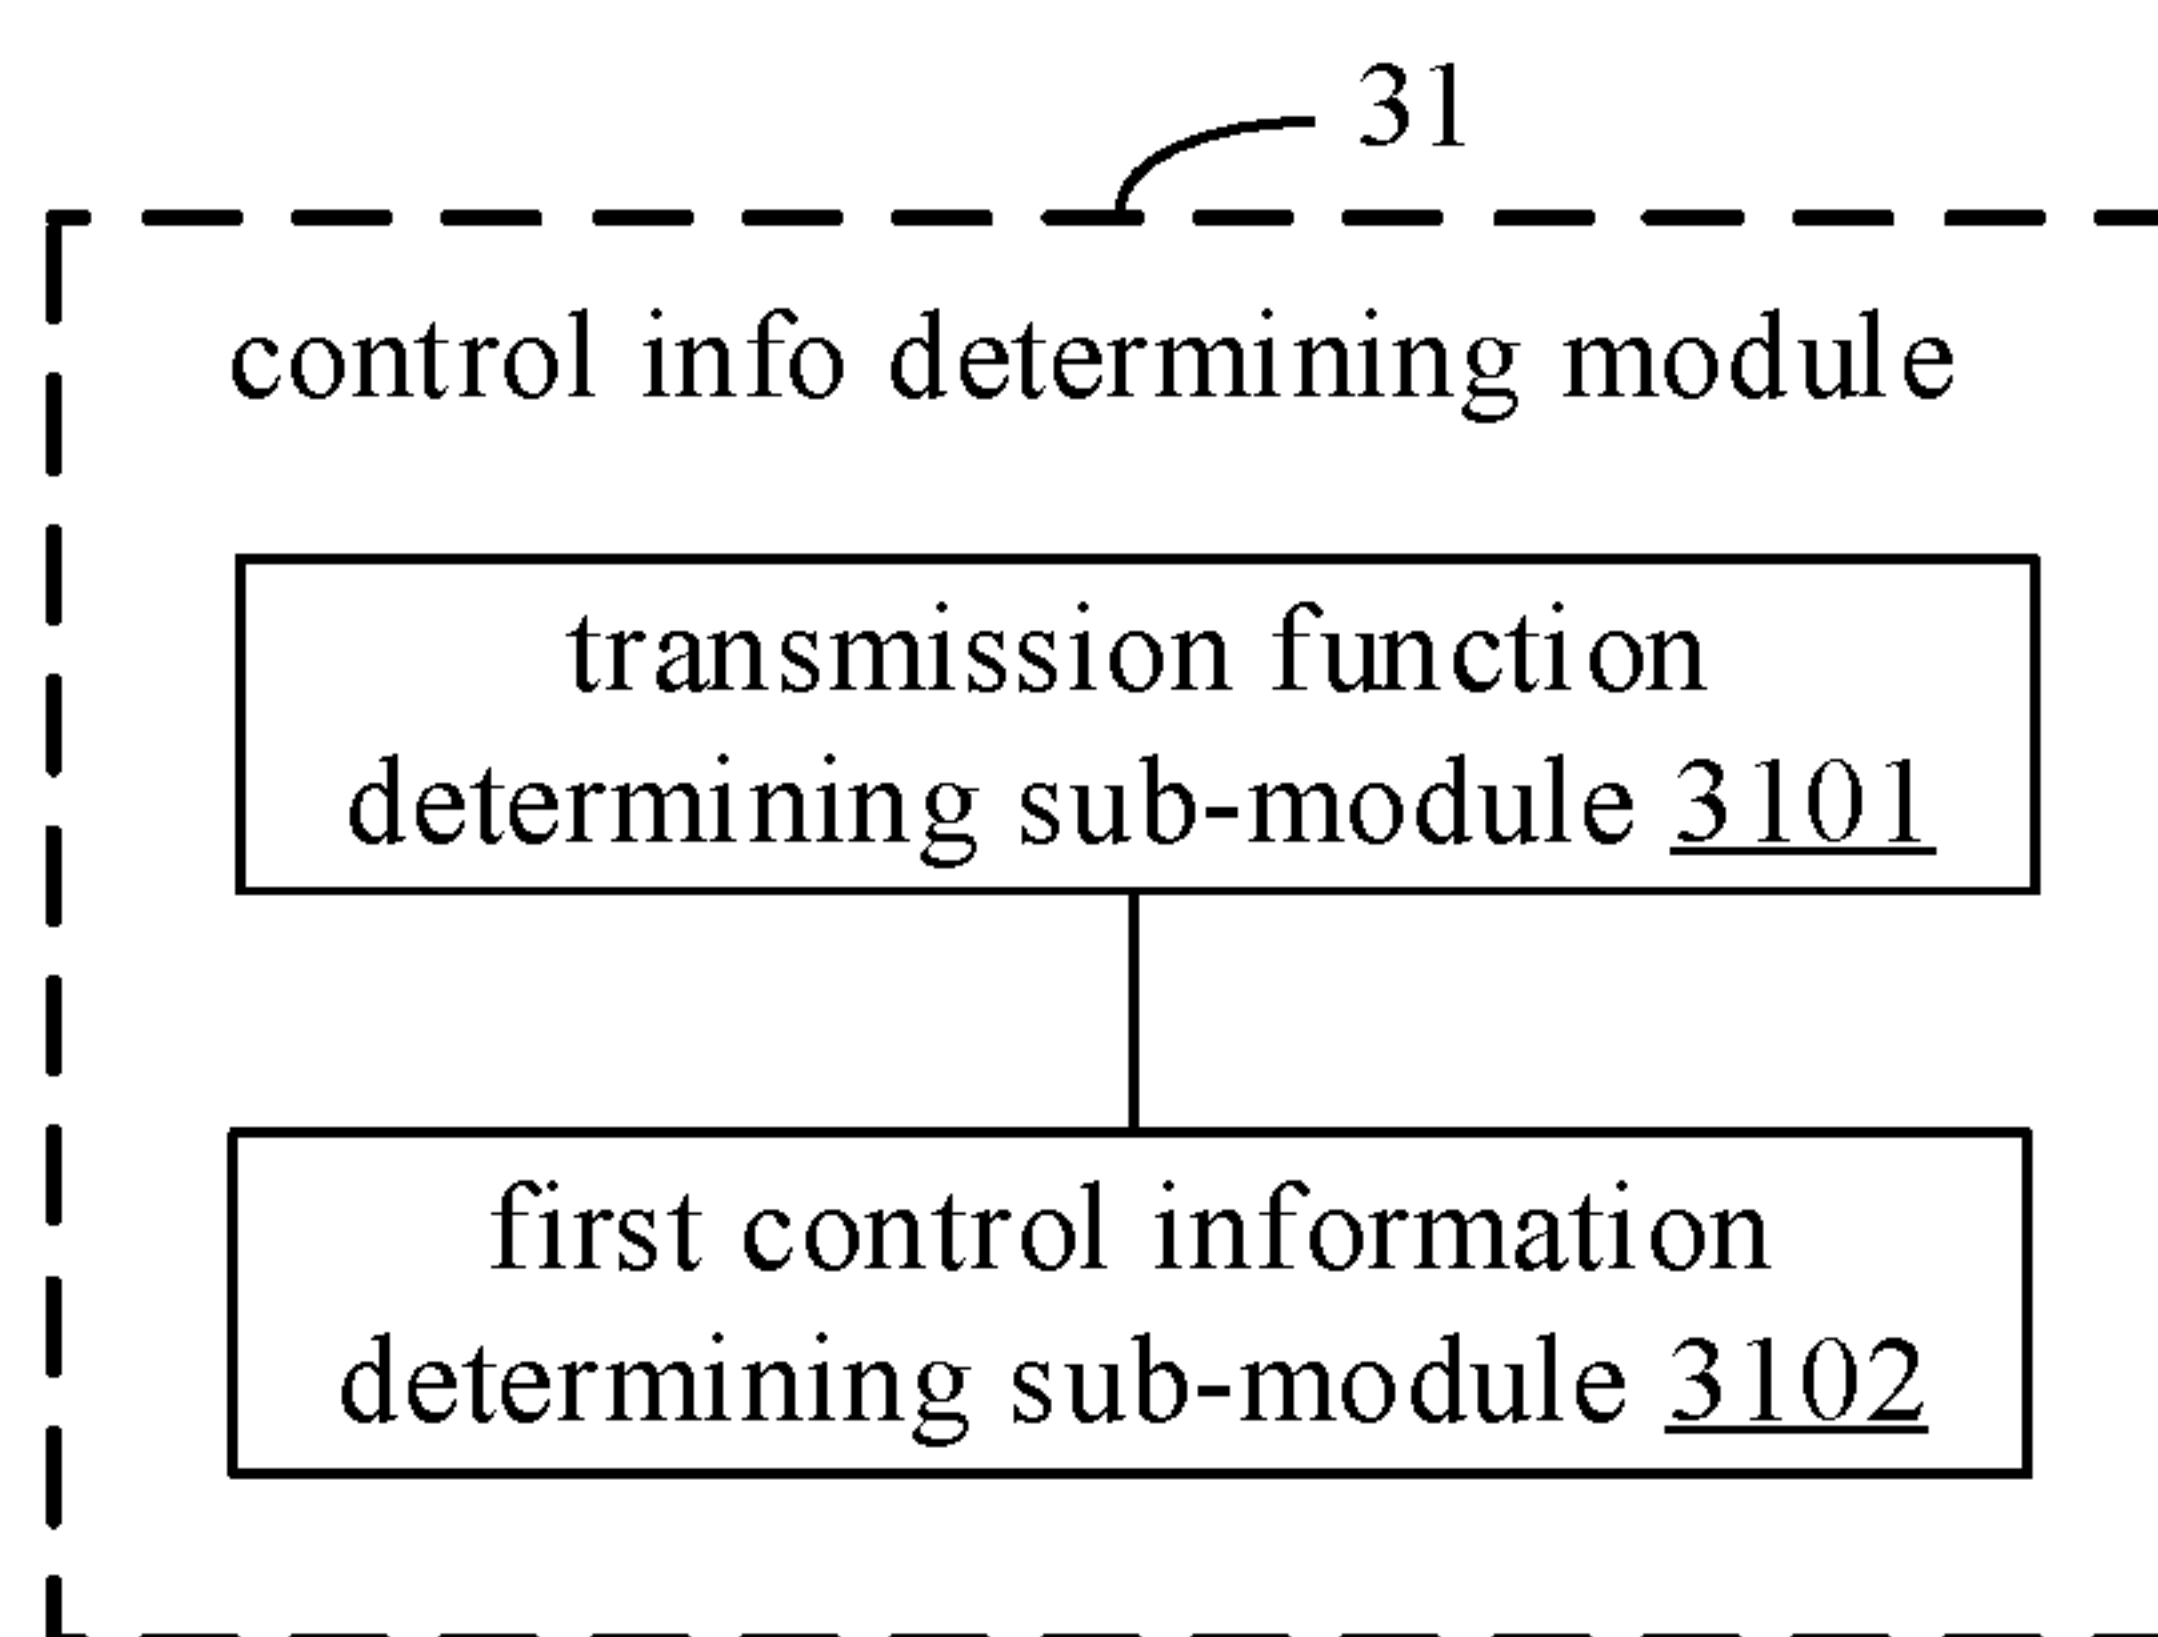 31
control info determining module
transmission function
determining sub-module 3101
first control information
determining sub-module 3102